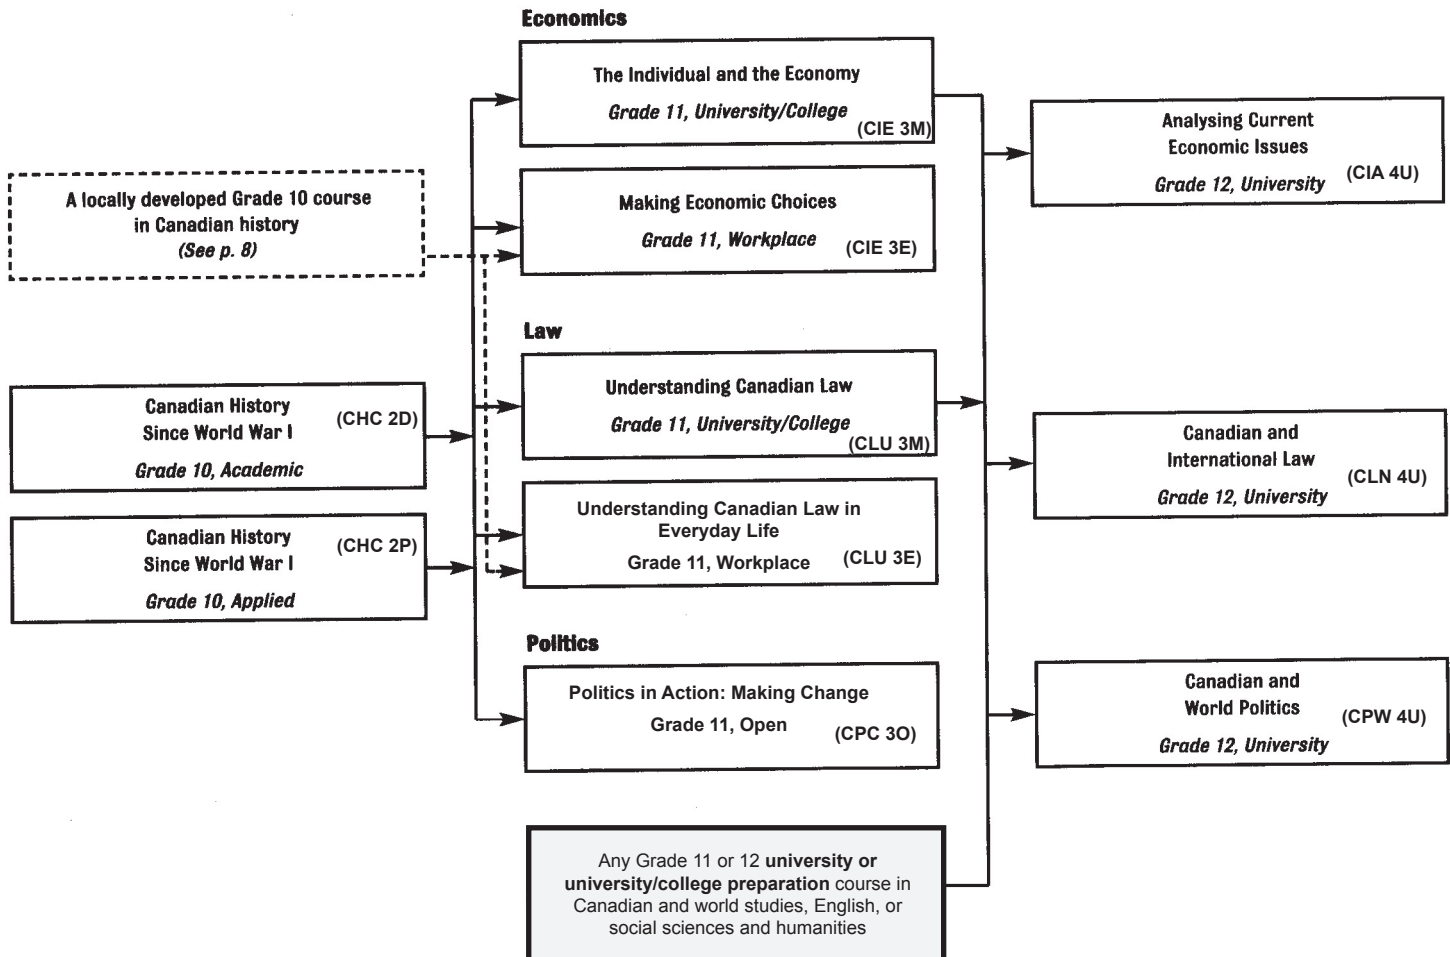 Economics
The Individual and the Economy
Grade 11, University/College
(CIE 3M)
Making Economic Choices
Grade 11, Workplace
(CIE 3E)
A locally developed Grade 10 course
in Canadian history
(See p. 8)
Law
Understanding Canadian Law
Grade 11, University/College
(CLU 3M)
Canadian History
Since World War I
(CHC 2D)
Grade 10, Academic
Understanding Canadian Law in
Everyday Life
Grade 11, Workplace
(CLU 3E)
Canadian History
Since World War I
(CHC 2P)
Grade 10, Applied
Politics
Politics in Action: Making Change
Grade 11, Open
(CPC 3O)
Any Grade 11 or 12 university or
university/college preparation course in
Canadian and world studies, English, or
social sciences and humanities
Analysing Current
Economic Issues
Grade 12, University
(CIA 4U)
Canadian and
International Law
Grade 12, University
(CLN 4U)
Canadian and
World Politics
Grade 12, University
(CPW 4U)